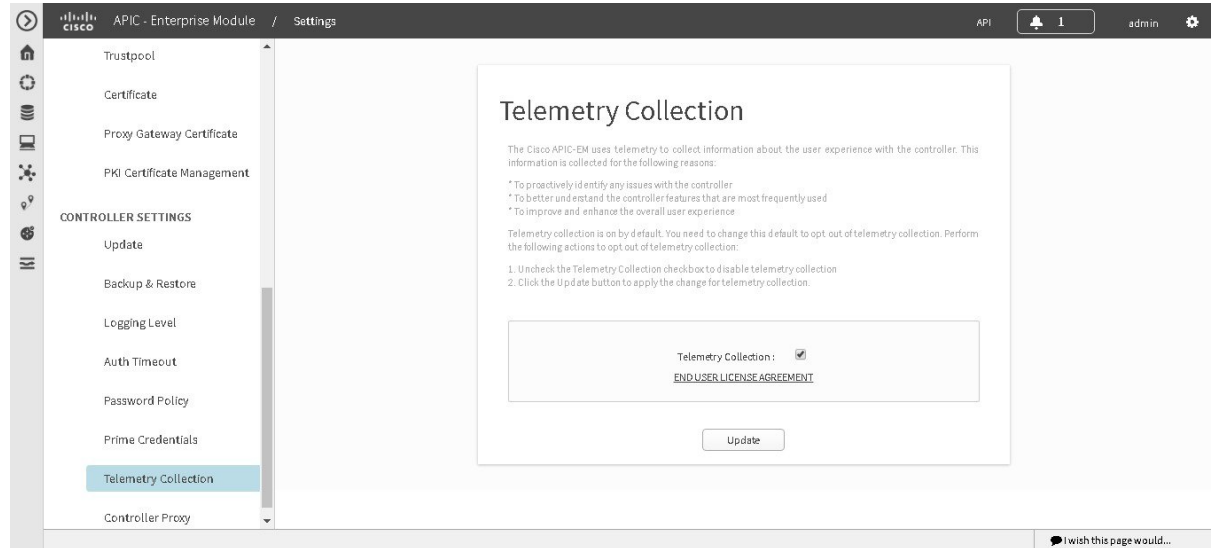 CISCO APIC - Enterprise Module / Settings API 1 admin
Trustpool
Certificate
Proxy Gateway Certificate
PKI Certificate Management
CONTROLLER SETTINGS
Update
Backup & Restore
Logging Level
Auth Timeout
Password Policy
Prime Credentials
Telemetry Collection
Controller Proxy
Telemetry Collection
The Cisco APIC-EM uses telemetry to collect information about the user experience with the controller. This
information is collected for the following reasons:
* To proactively identify any issues with the controller
* To better understand the controller features that are most frequently used
* To improve and enhance the overall user experience
Telemetry collection is on by default. You need to change this default to opt out of telemetry collection. Perform
the following actions to opt out of telemetry collection:
1. Uncheck the Telemetry Collection checkbox to disable telemetry collection
2. Click the Update button to apply the change for telemetry collection.
Telemetry Collection :
END USER LICENSE AGREEMENT
Update
I wish this page would...